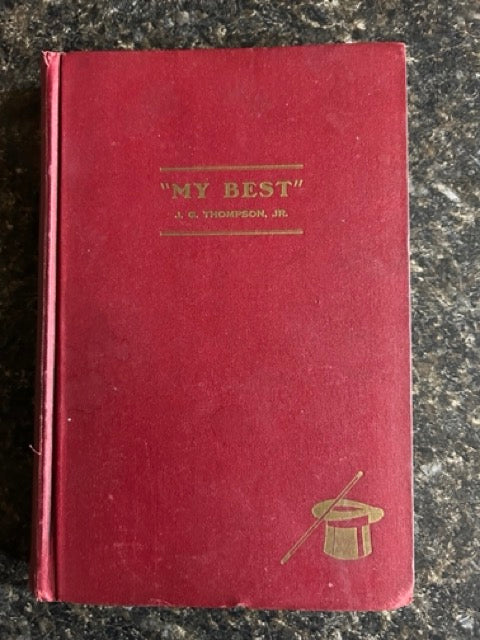 "MY BEST"
J. G. THOMPSON, JR.